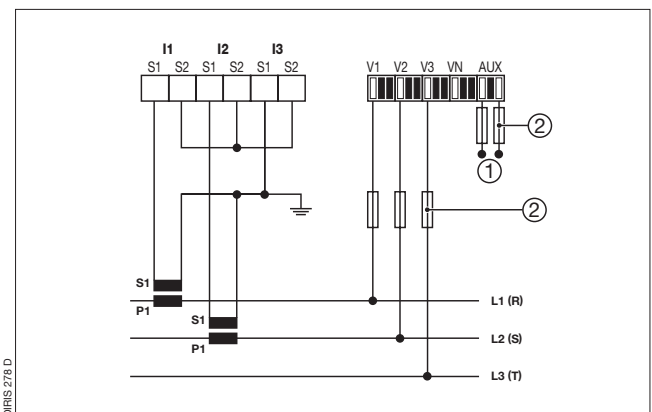 I1 I2 I3
S1 S2 S1 S2 S1 S2
V1 V2 V3 VN AUX
2
1
2
S1
P1
L1 (R)
S1
P1
L2 (S)
L3 (T)
DIRIS 278 D